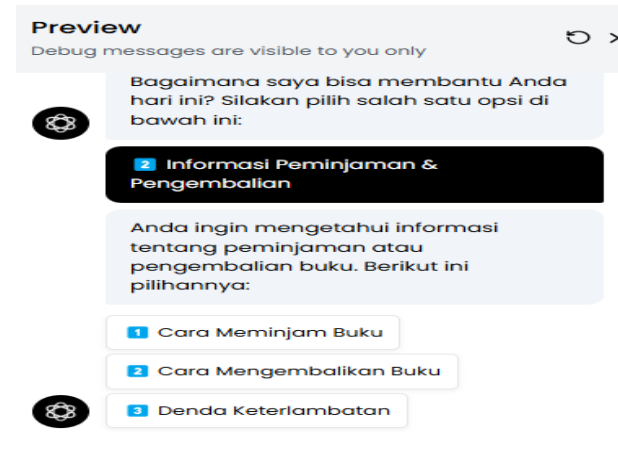 Preview
Debug messages are visible to you only
Bagaimana saya bisa membantu Anda
hari ini? Silakan pilih salah satu opsi di
bawah ini:
2 Informasi Peminjaman &
Pengembalian
Anda ingin mengetahui informasi
tentang peminjaman atau
pengembalian buku. Berikut ini
pilihannya:
1 Cara Meminjam Buku
2 Cara Mengembalikan Buku
3 Denda Keterlambatan